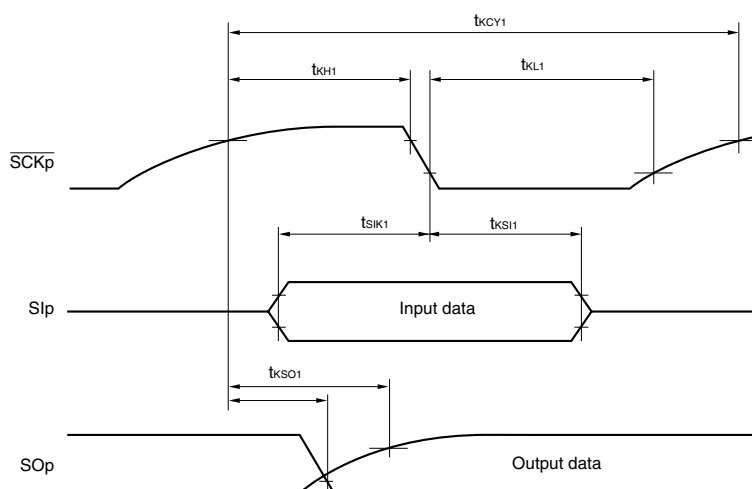 tKCY1
tKH1
tKL1
SCKp
tSIK1
tKSI1
SIp
Input data
tKSO1
SOp
Output data